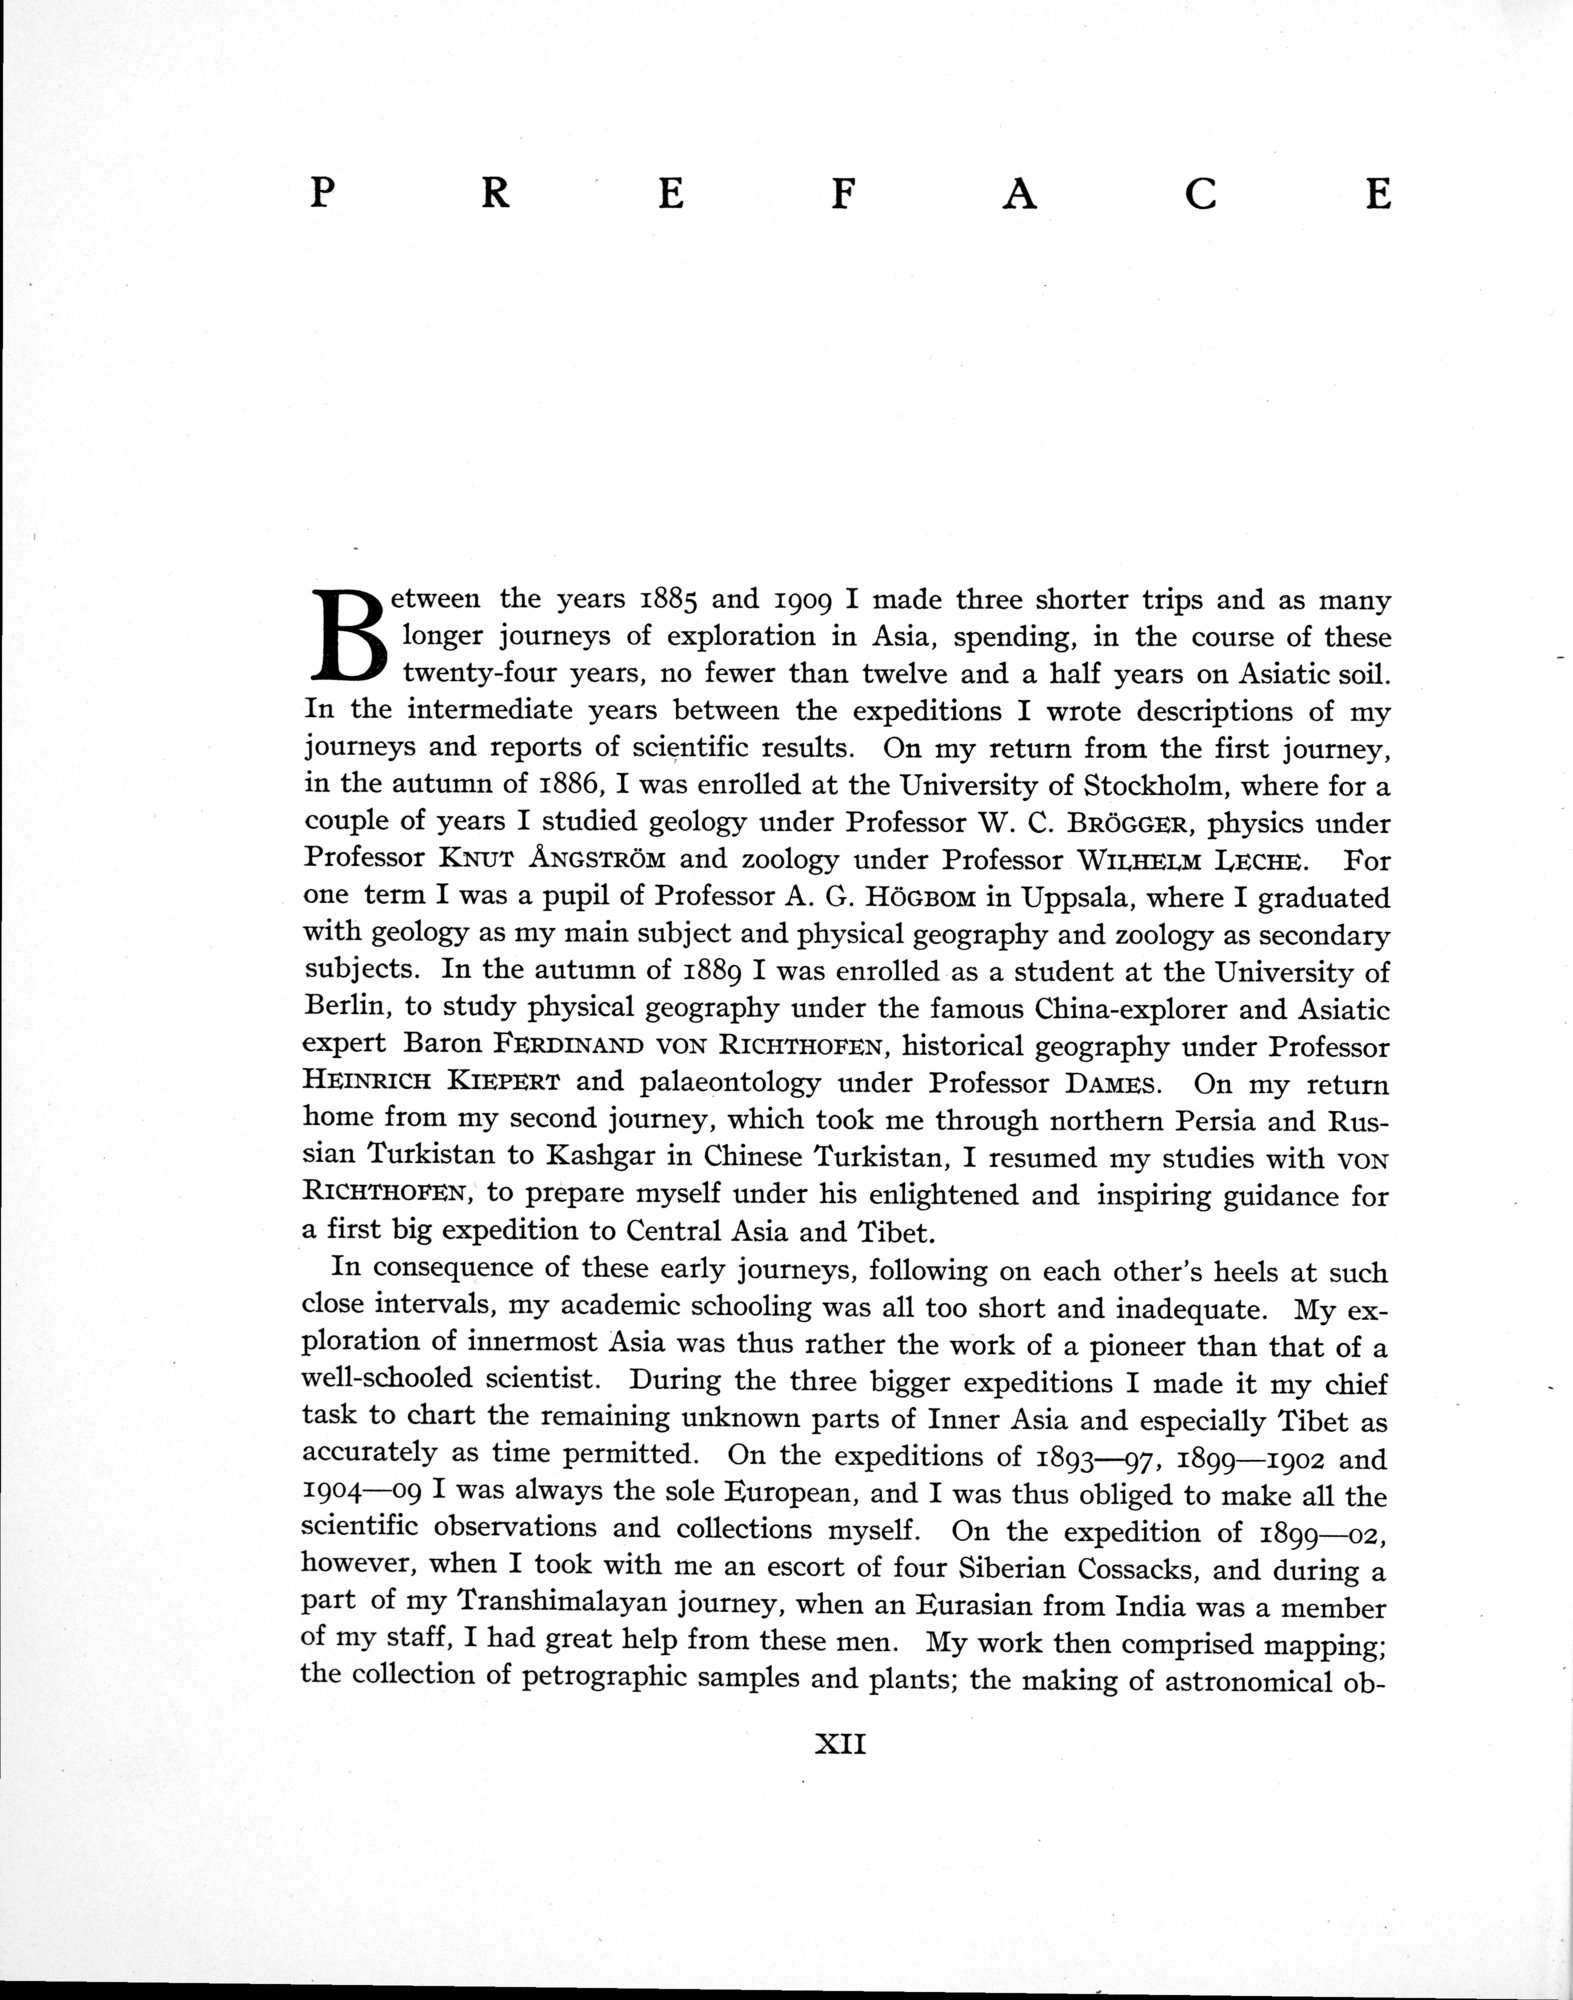 PREFACE
Between the years 1885 and 1909 I made three shorter trips and as many
longer journeys of exploration in Asia, spending, in the course of these
twenty-four years, no fewer than twelve and a half years on Asiatic soil.
In the intermediate years between the expeditions I wrote descriptions of my
journeys and reports of scientific results. On my return from the first journey,
in the autumn of 1886, I was enrolled at the University of Stockholm, where for a
couple of years I studied geology under Professor W. C. BRÖGGER, physics under
Professor KNUT ÅNGSTRÖM and zoology under Professor WILHELM LECHE. For
one term I was a pupil of Professor A. G. HÖGBOM in Uppsala, where I graduated
with geology as my main subject and physical geography and zoology as secondary
subjects. In the autumn of 1889 I was enrolled as a student at the University of
Berlin, to study physical geography under the famous China-explorer and Asiatic
expert Baron FERDINAND VON RICHTHOFEN, historical geography under Professor
HEINRICH KIEPERT and palaeontology under Professor DAMES. On my return
home from my second journey, which took me through northern Persia and Rus-
sian Turkistan to Kashgar in Chinese Turkistan, I resumed my studies with VON
RICHTHOFEN, to prepare myself under his enlightened and inspiring guidance for
a first big expedition to Central Asia and Tibet.
In consequence of these early journeys, following on each other's heels at such
close intervals, my academic schooling was all too short and inadequate. My ex-
ploration of innermost Asia was thus rather the work of a pioneer than that of a
well-schooled scientist. During the three bigger expeditions I made it my chief
task to chart the remaining unknown parts of Inner Asia and especially Tibet as
accurately as time permitted. On the expeditions of 1893—97, 1899—1902 and
1904—09 I was always the sole European, and I was thus obliged to make all the
scientific observations and collections myself. On the expedition of 1899—02,
however, when I took with me an escort of four Siberian Cossacks, and during a
part of my Transhimalayan journey, when an Eurasian from India was a member
of my staff, I had great help from these men. My work then comprised mapping;
the collection of petrographic samples and plants; the making of astronomical ob-
XII